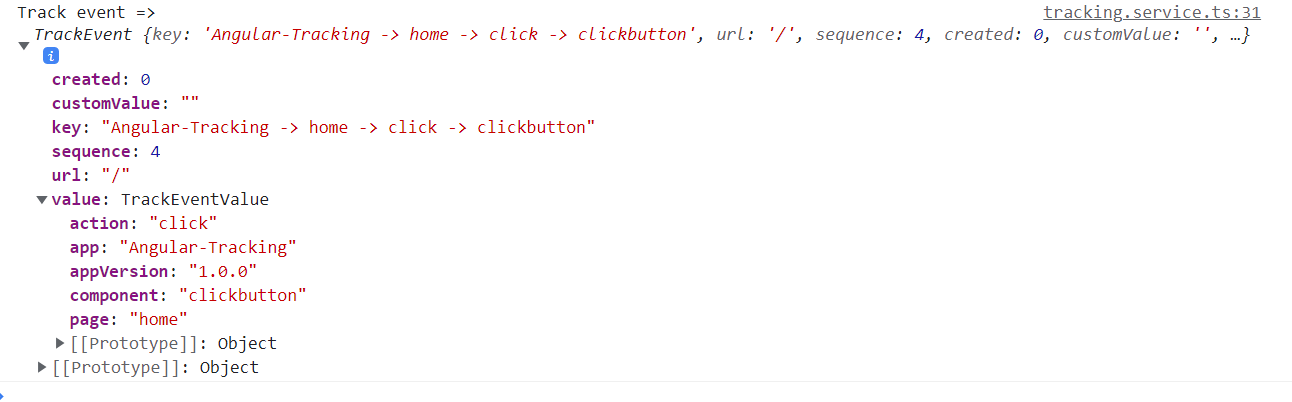 Track event => tracking.service.ts:31
TrackEvent {key: 'Angular-Tracking -> home -> click -> clickbutton', url: '/', sequence: 4, created: 0, customValue: '', …}
i
created: 0
customValue: ""
key: "Angular-Tracking -> home -> click -> clickbutton"
sequence: 4
url: "/"
value: TrackEventValue
action: "click"
app: "Angular-Tracking"
appVersion: "1.0.0"
component: "clickbutton"
page: "home"
[[Prototype]]: Object
[[Prototype]]: Object